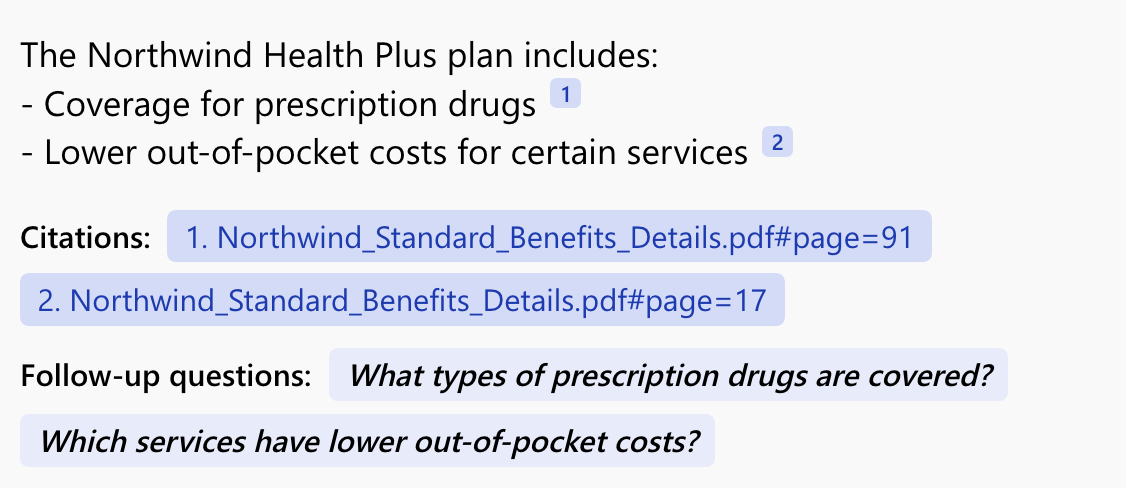 The Northwind Health Plus plan includes:
- Coverage for prescription drugs 1
- Lower out-of-pocket costs for certain services 2
Citations: 1. Northwind_Standard_Benefits_Details.pdf#page=91
2. Northwind_Standard_Benefits_Details.pdf#page=17
Follow-up questions: What types of prescription drugs are covered?
Which services have lower out-of-pocket costs?